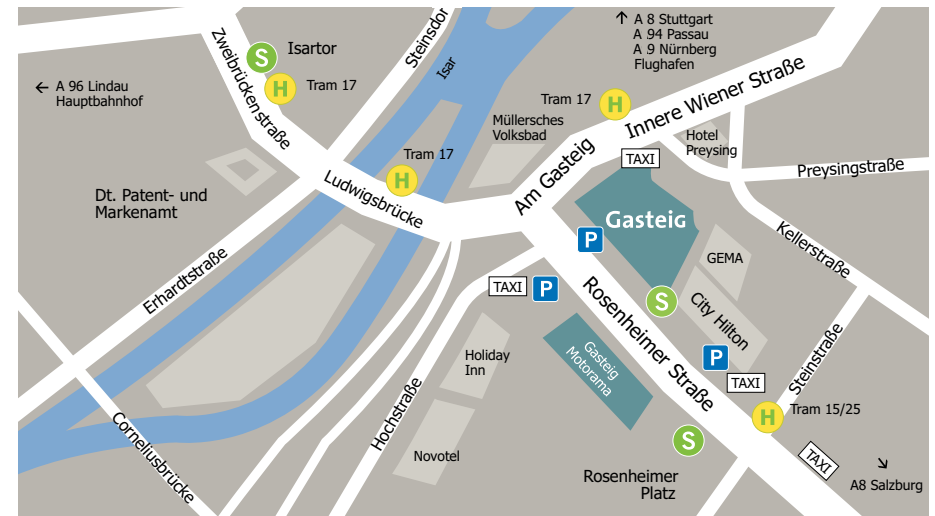 ↑ A 8 Stuttgart
A 94 Passau
A 9 Nürnberg
Flughafen
Steinsdor
Zweibrückenstraße
S
Isartor
H
Tram 17
← A 96 Lindau
Hauptbahnhof
Isar
Müllersches
Volksbad
Tram 17
H
Innere Wiener Straße
Hotel
Preysing
TAXI
Preysingstraße
Am Gasteig
Tram 17
H
Ludwigsbrücke
Dt. Patent- und
Markenamt
Gasteig
P
GEMA
Kellerstraße
Erhardtstraße
TAXI
P
S
City Hilton
Rosenheimer Straße
Gasteig
Motorama
Holiday
Inn
P
TAXI
Steinstraße
H
Tram 15/25
Hochstraße
Corneliusbrücke
Novotel
S
Rosenheimer
Platz
TAXI
↘
A8 Salzburg